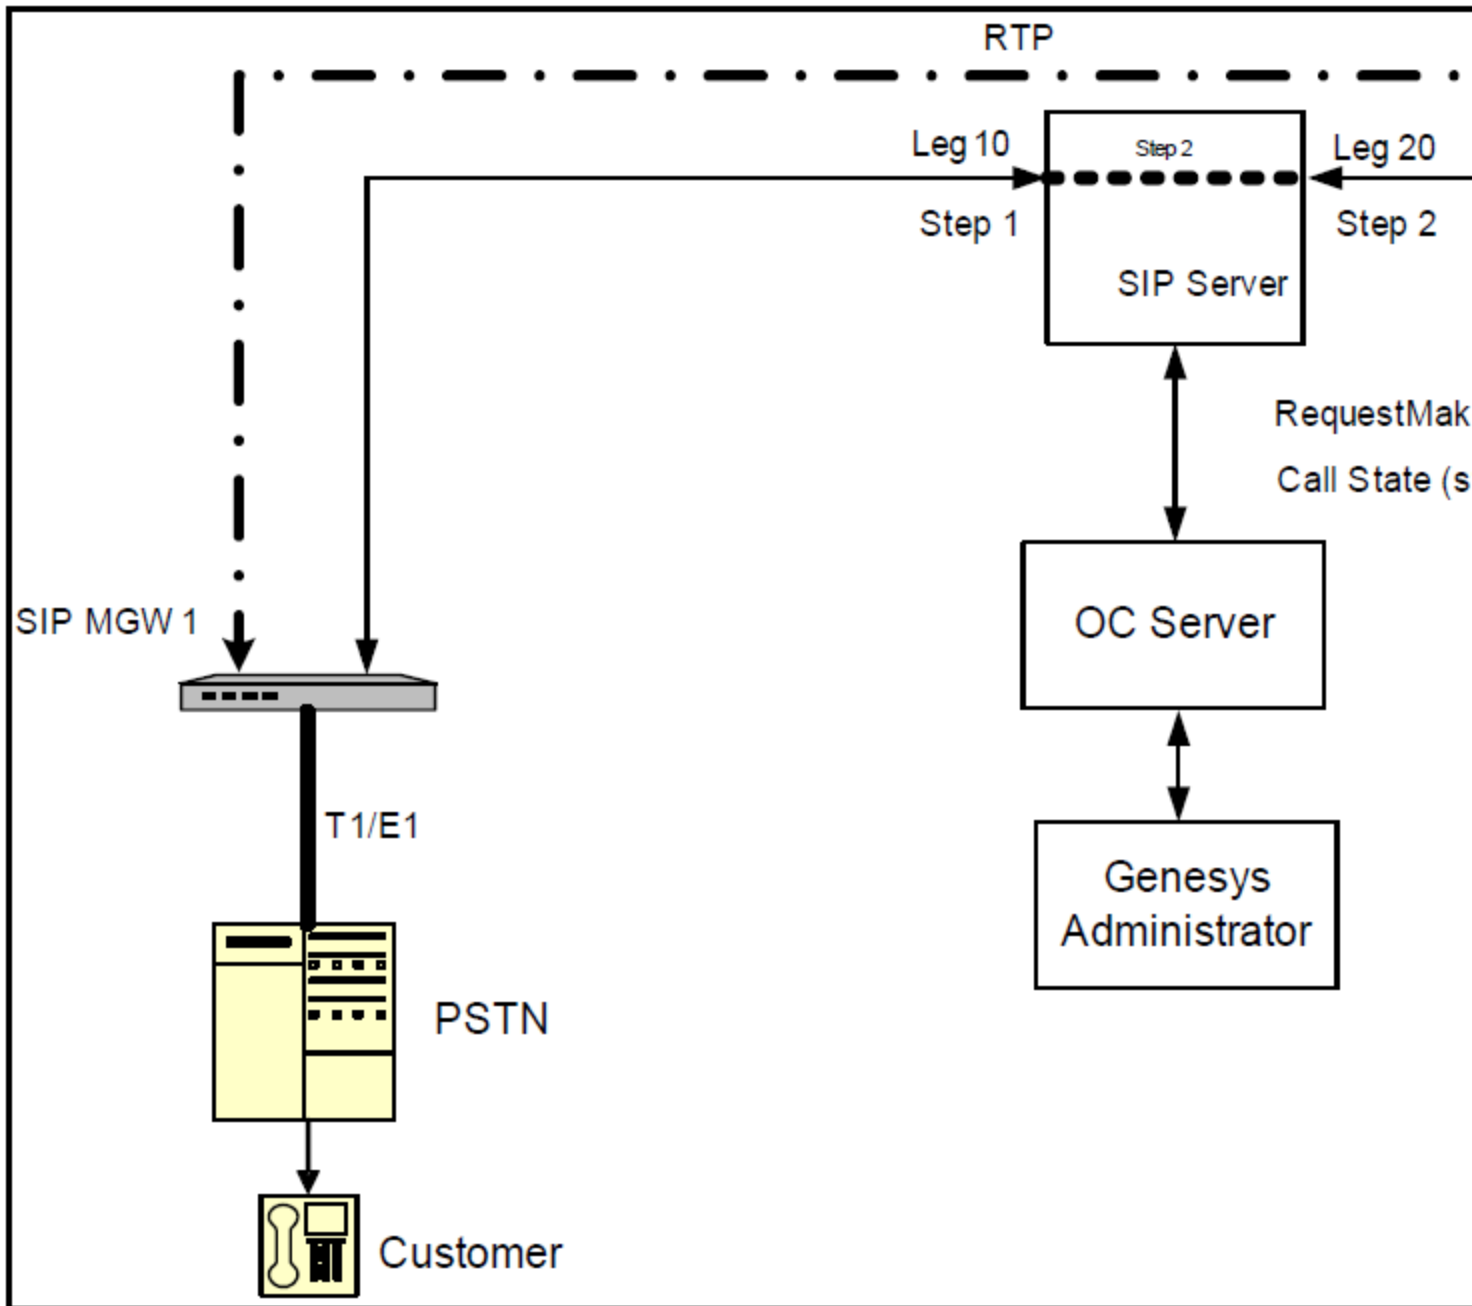 RTP
Leg 10
Step 2
Leg 20
Step 1
Step 2
SIP Server
RequestMak
Call State (s
SIP MGW 1
OC Server
T1/E1
Genesys
Administrator
PSTN
Customer